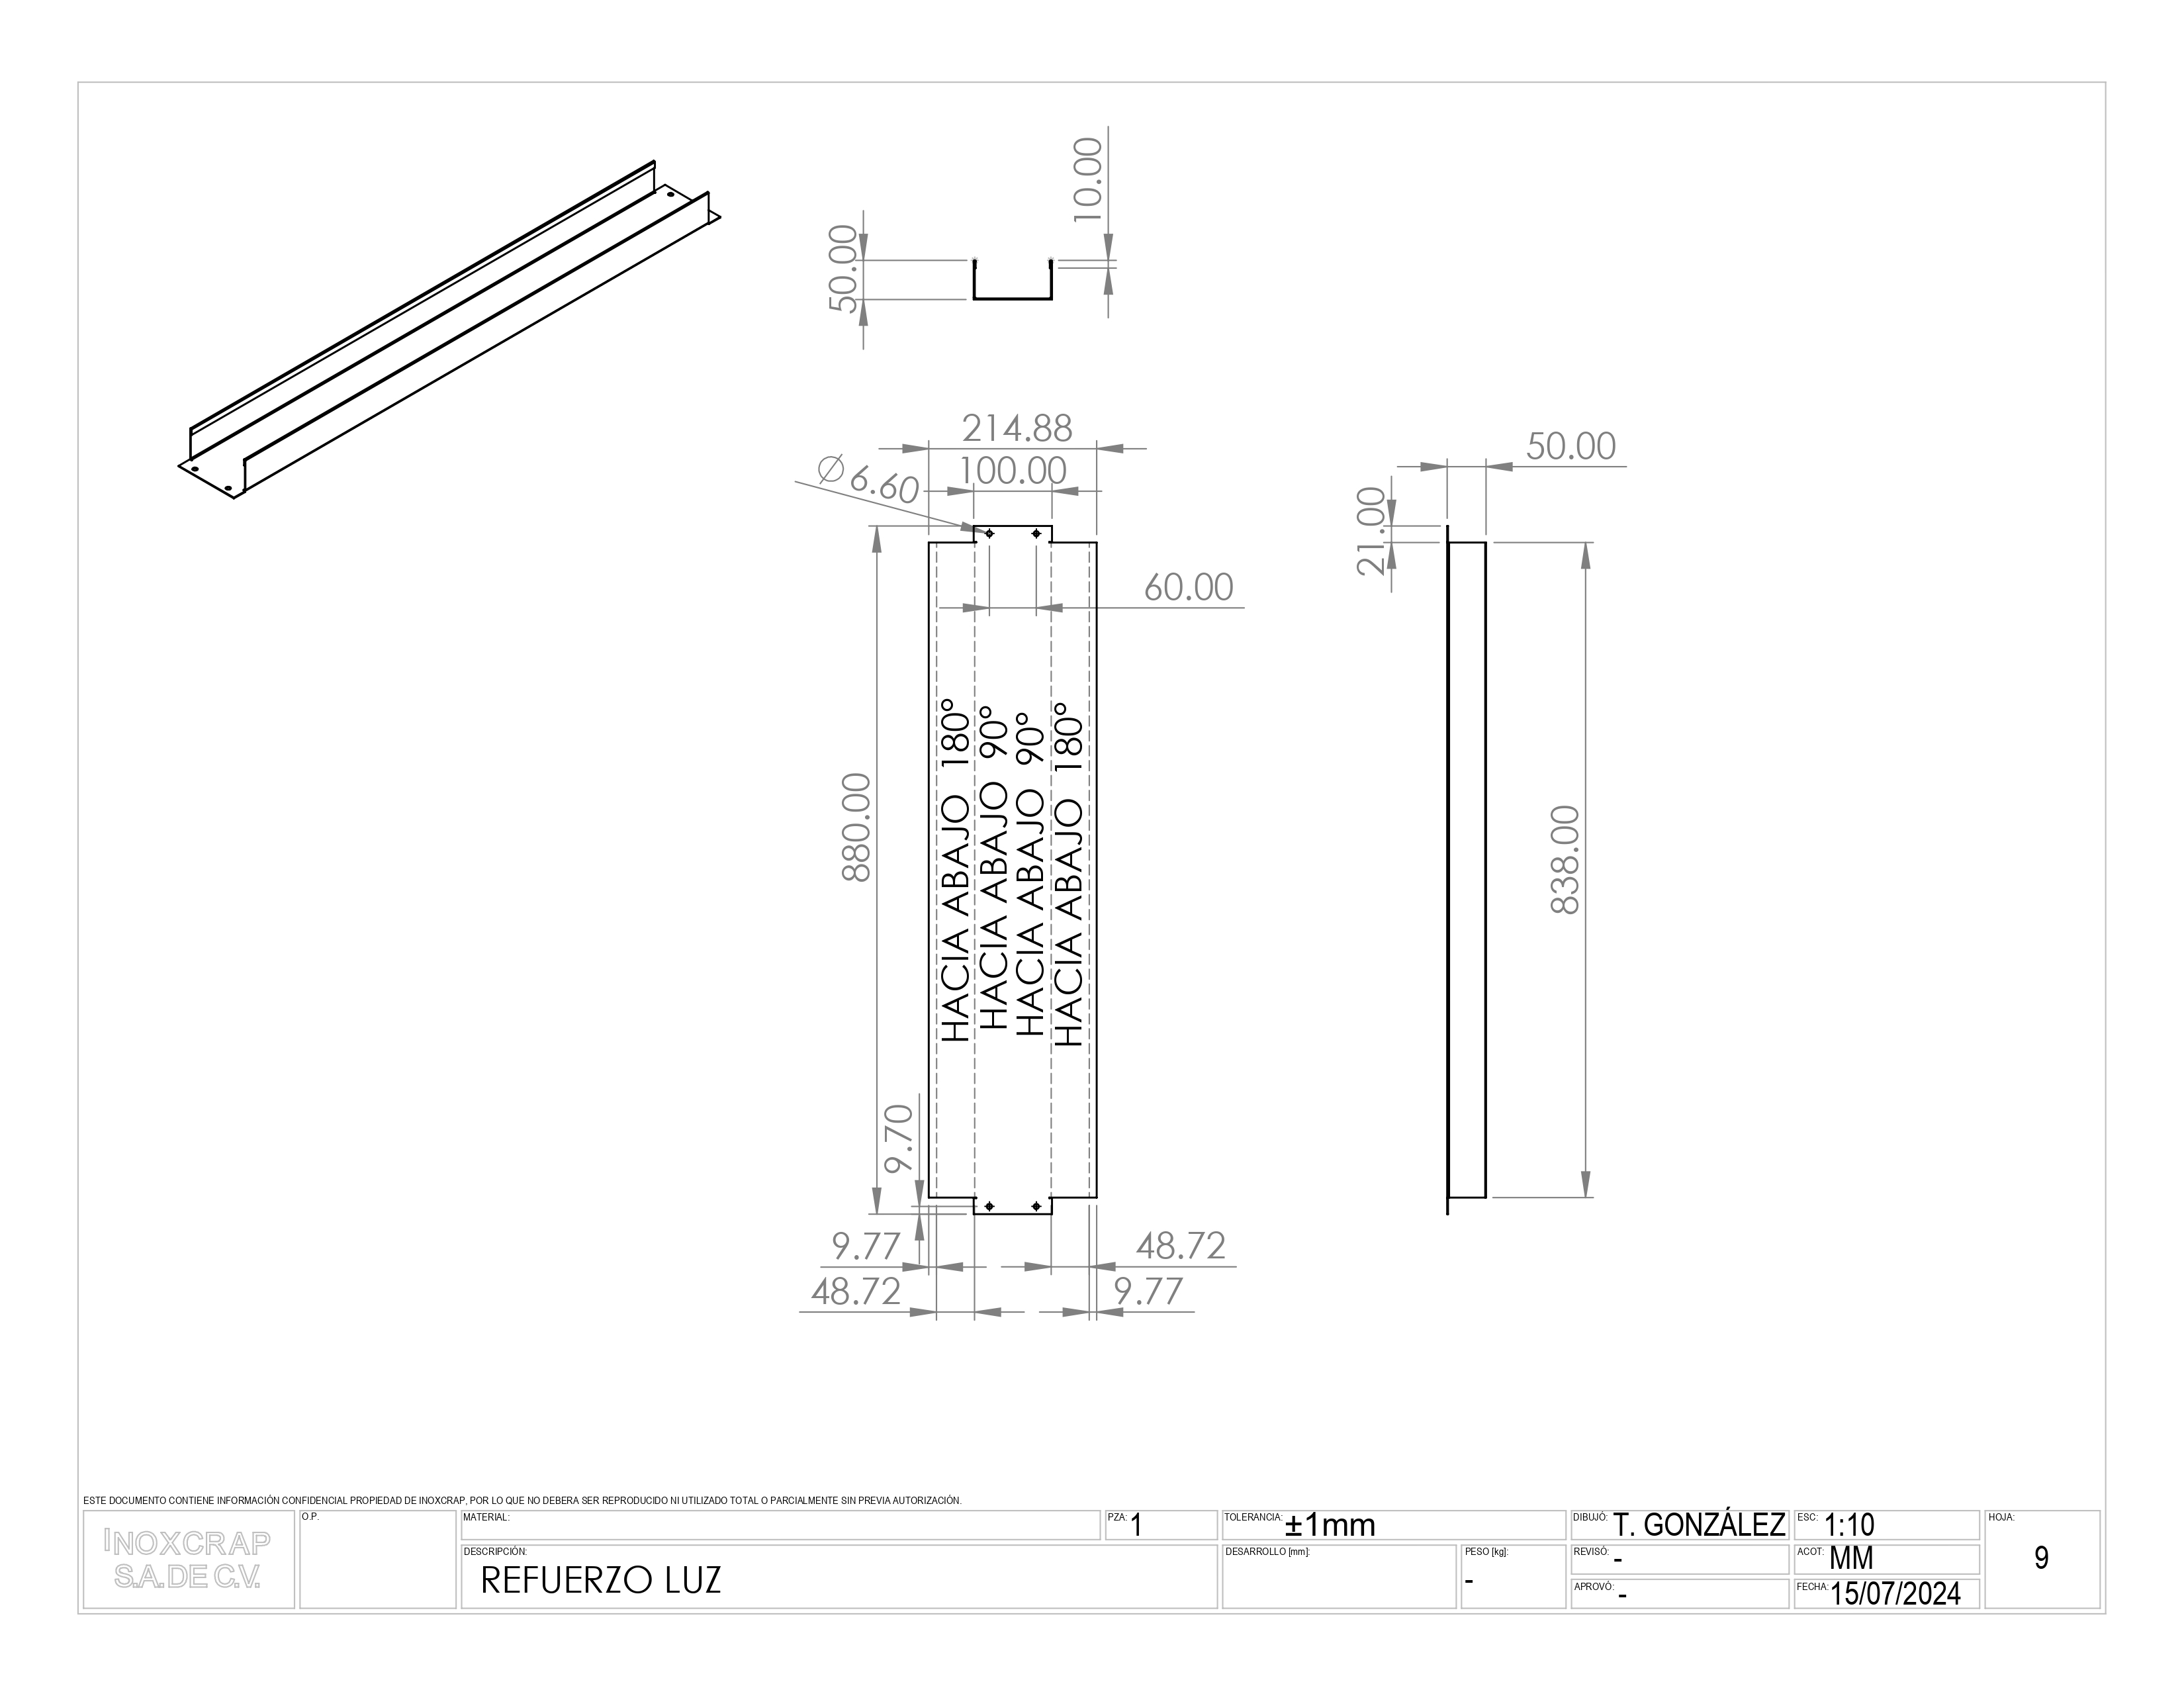 10.00
50.00
214.88
100.00
∅ 6.60
50.00
21.00
60.00
HACIA ABAJO 180°
HACIA ABAJO 90°
HACIA ABAJO 90°
HACIA ABAJO 180°
880.00
838.00
9.70
9.77
48.72
48.72
9.77
ESTE DOCUMENTO CONTIENE INFORMACIÓN CONFIDENCIAL PROPIEDAD DE INOXCRAP, POR LO QUE NO DEBERA SER REPRODUCIDO NI UTILIZADO TOTAL O PARCIALMENTE SIN PREVIA AUTORIZACIÓN.
INOXCRAP
S.A.DE C.V.
O.P.
MATERIAL:
PZA: 1
TOLERANCIA: ±1mm
DIBUJÓ: T. GONZÁLEZ
ESC: 1:10
HOJA:
9
DESCRIPCIÓN:
REFUERZO LUZ
DESARROLLO [mm]:
PESO [kg]:
-
REVISÓ: -
ACOT: MM
APROVÓ: -
FECHA: 15/07/2024